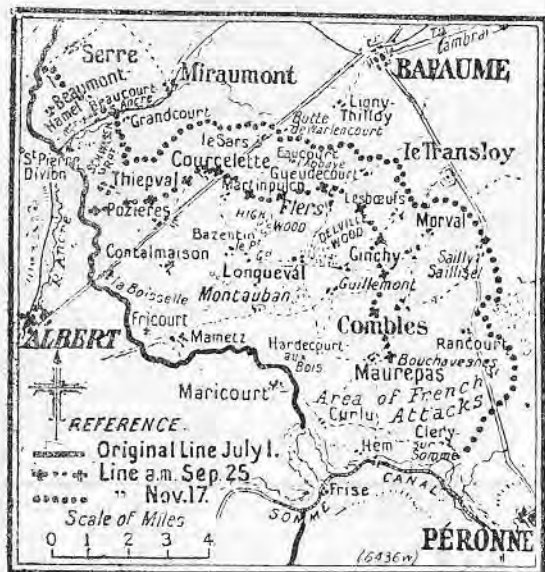 To Cambrai
Serre
BAPAUME
Beaumont-
Hamel
Beaucourt
S. Ancre
Miraumont
Ligny-
Thilloy
Grandcourt
Butte
de Warlencourt
le Sars
Eaucourt
l'Abbaye
le Transloy
St Pierre
Divion
SCHWABEN
Courcelette
Gueudecourt
Thiepval
Martinpuich
Flers
Lesbœufs
Morval
Pozières
HIGH
WOOD
DELVILLE
WOOD
Bazentin
le Pt
Gd
Ginchy
Sailly
Saillisel
Contalmaison
R. Ancre
Longueval
Guillemont
la Boisselle
Montauban
Fricourt
Combles
ALBERT
Mametz
Hardecourt
au
Bois
Rancourt
Bouchavesnes
Maurepas
Maricourt
Area of French
Attacks
Curlu
Clery-
sur
Somme
REFERENCE.
Original Line July 1.
Line a.m. Sep. 25
" Nov. 17.
Hem
CANAL
Frise
SOMME
Scale of Miles
0 1 2 3 4
PÉRONNE
(6436w)